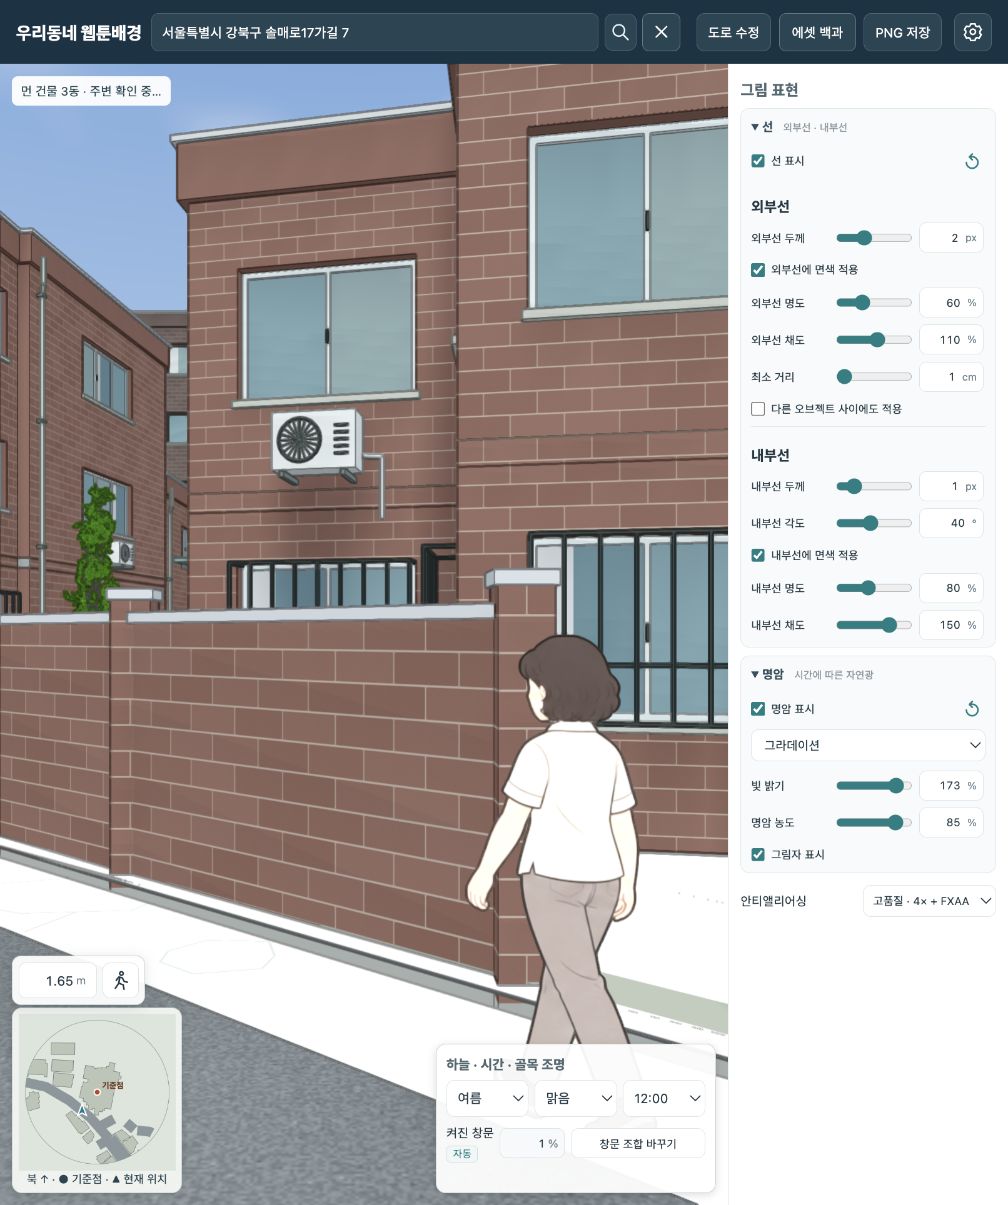 우리동네 웹툰배경
서울특별시 강북구 솔매로17가길 7
도로 수정
에셋 백과
PNG 저장
먼 건물 3동 · 주변 확인 중…
그림 표현
▼ 선 외부선 · 내부선
선 표시
외부선
외부선 두께 2 px
외부선에 면색 적용
외부선 명도 60 %
외부선 채도 110 %
최소 거리 1 cm
다른 오브젝트 사이에도 적용
내부선
내부선 두께 1 px
내부선 각도 40 °
내부선에 면색 적용
내부선 명도 80 %
내부선 채도 150 %
▼ 명암 시간에 따른 자연광
명암 표시
그라데이션
빛 밝기 173 %
명암 농도 85 %
그림자 표시
안티앨리어싱 고품질 · 4× + FXAA
1.65 m
기준점
북 ↑ · ● 기준점 · ▲ 현재 위치
하늘 · 시간 · 골목 조명
여름 맑음 12:00
켜진 창문
자동
1 %
창문 조합 바꾸기